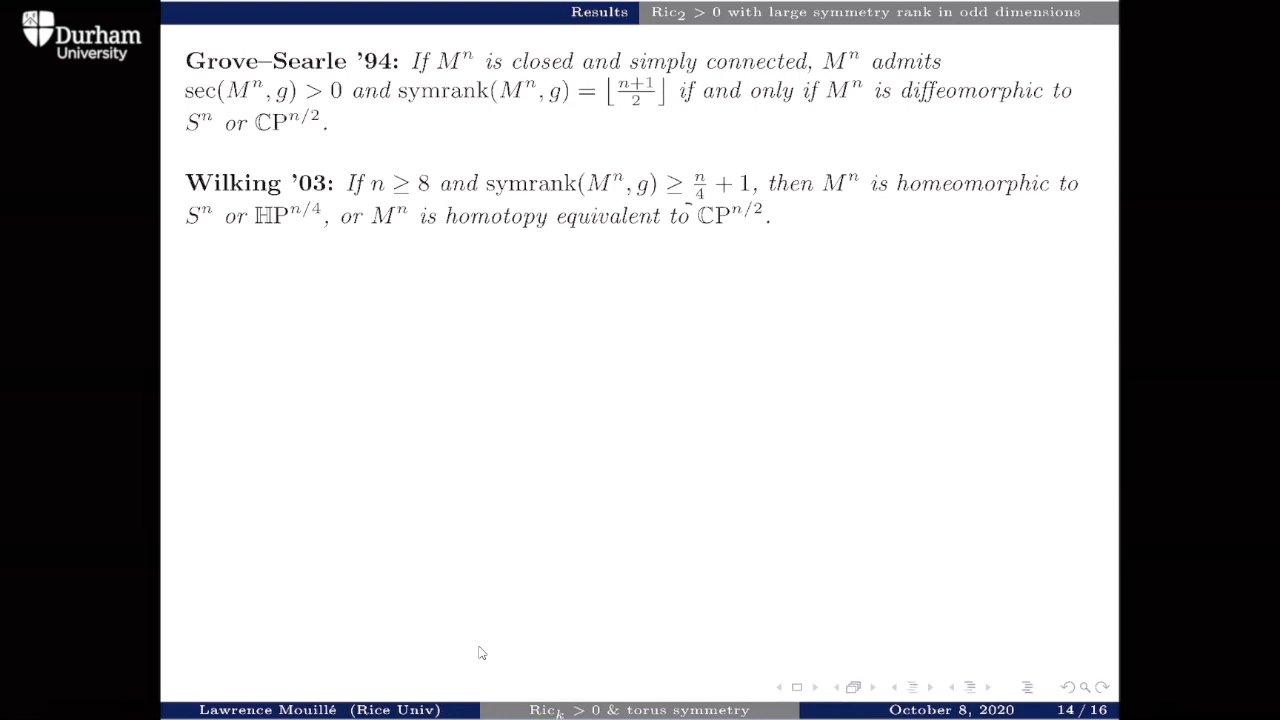 Durham
University
Results Ric₂ > 0 with large symmetry rank in odd dimensions
Grove–Searle ’94: If Mⁿ is closed and simply connected, Mⁿ admits
sec(Mⁿ, g) > 0 and symrank(Mⁿ, g) = ⌊(n+1)/2⌋ if and only if Mⁿ is diffeomorphic to
Sⁿ or ℂP^{n/2}.
Wilking ’03: If n ≥ 8 and symrank(Mⁿ, g) ≥ n/4 + 1, then Mⁿ is homeomorphic to
Sⁿ or ℍP^{n/4}, or Mⁿ is homotopy equivalent to ℂP^{n/2}.
Lawrence Mouillé (Rice Univ) Ricₖ > 0 & torus symmetry October 8, 2020 14 / 16